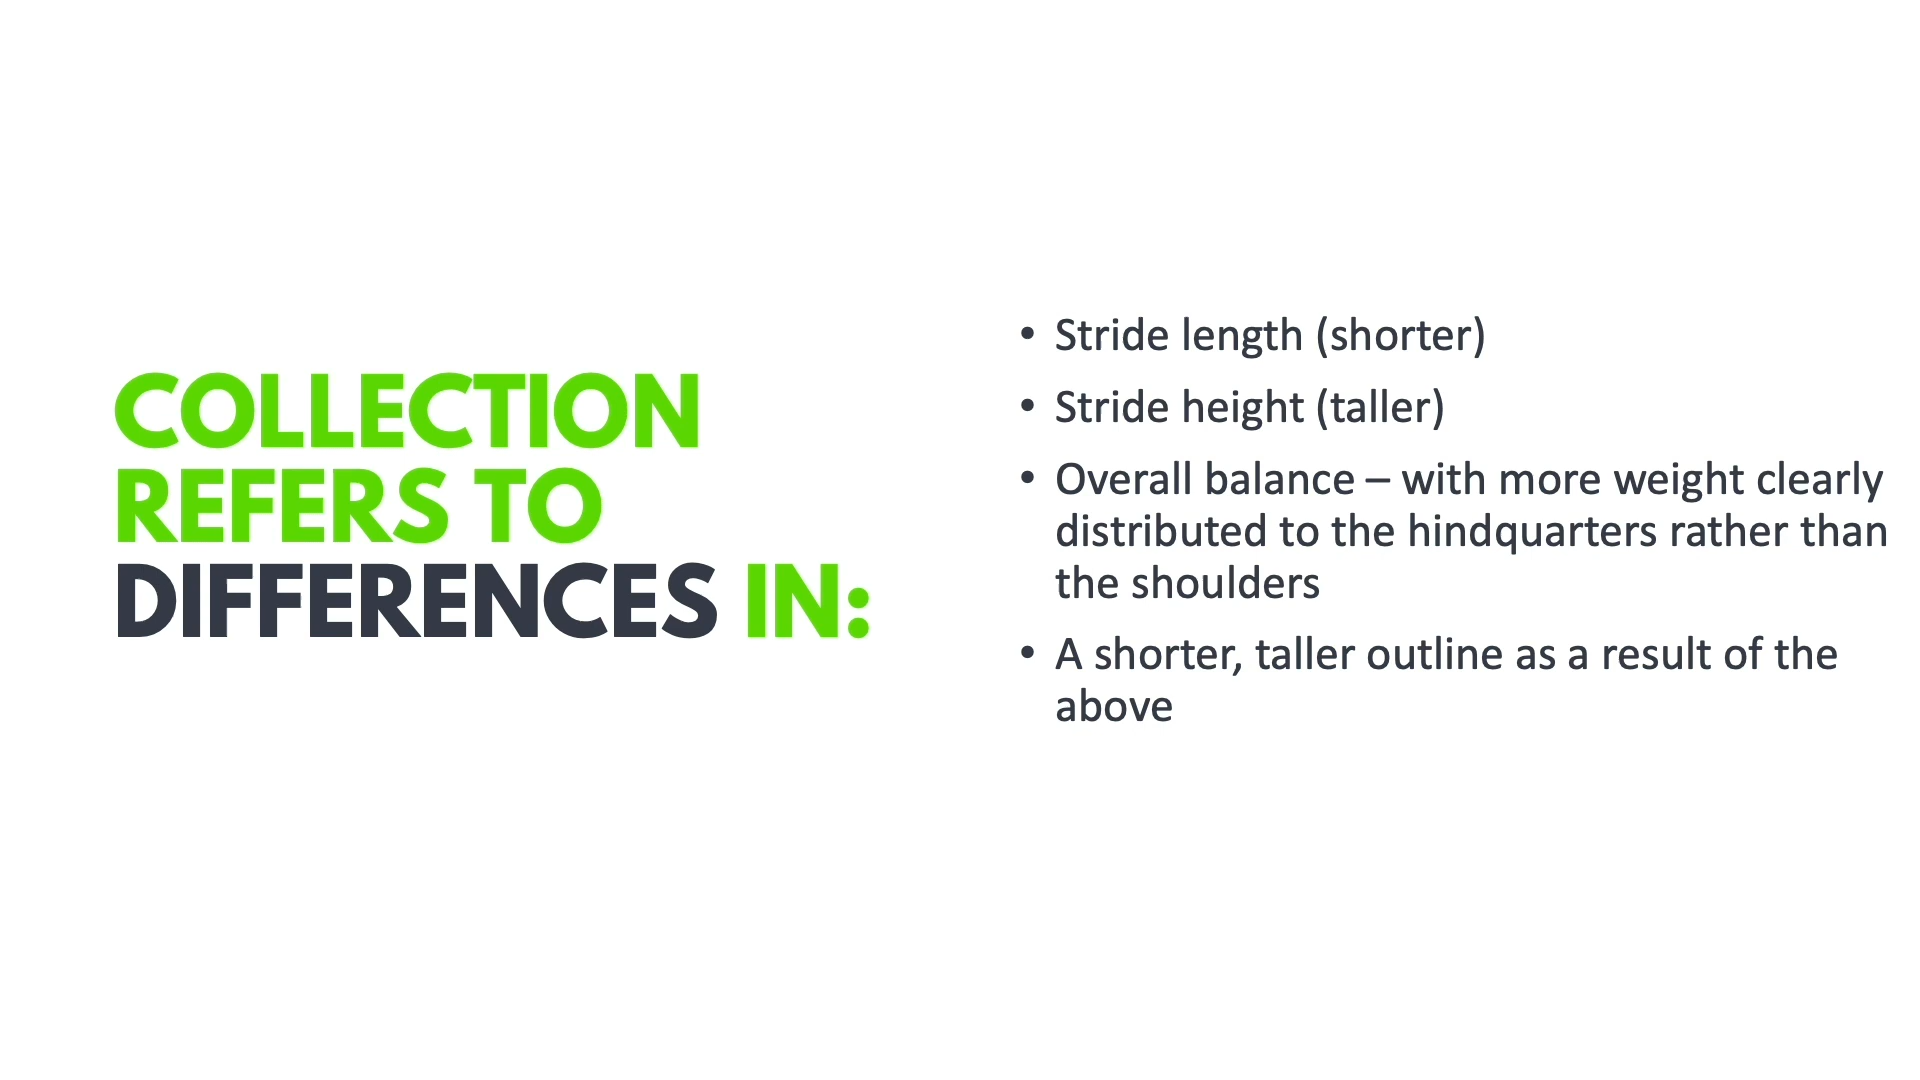 COLLECTION
REFERS TO
DIFFERENCES IN:
• Stride length (shorter)
• Stride height (taller)
• Overall balance – with more weight clearly
distributed to the hindquarters rather than
the shoulders
• A shorter, taller outline as a result of the
above